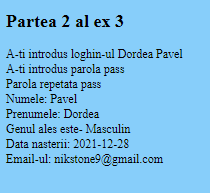 Partea 2 al ex 3
A-ti introdus loghin-ul Dordea Pavel
A-ti introdus parola pass
Parola repetata pass
Numele: Pavel
Prenumele: Dordea
Genul ales este- Masculin
Data nasterii: 2021-12-28
Email-ul: nikstone9@gmail.com